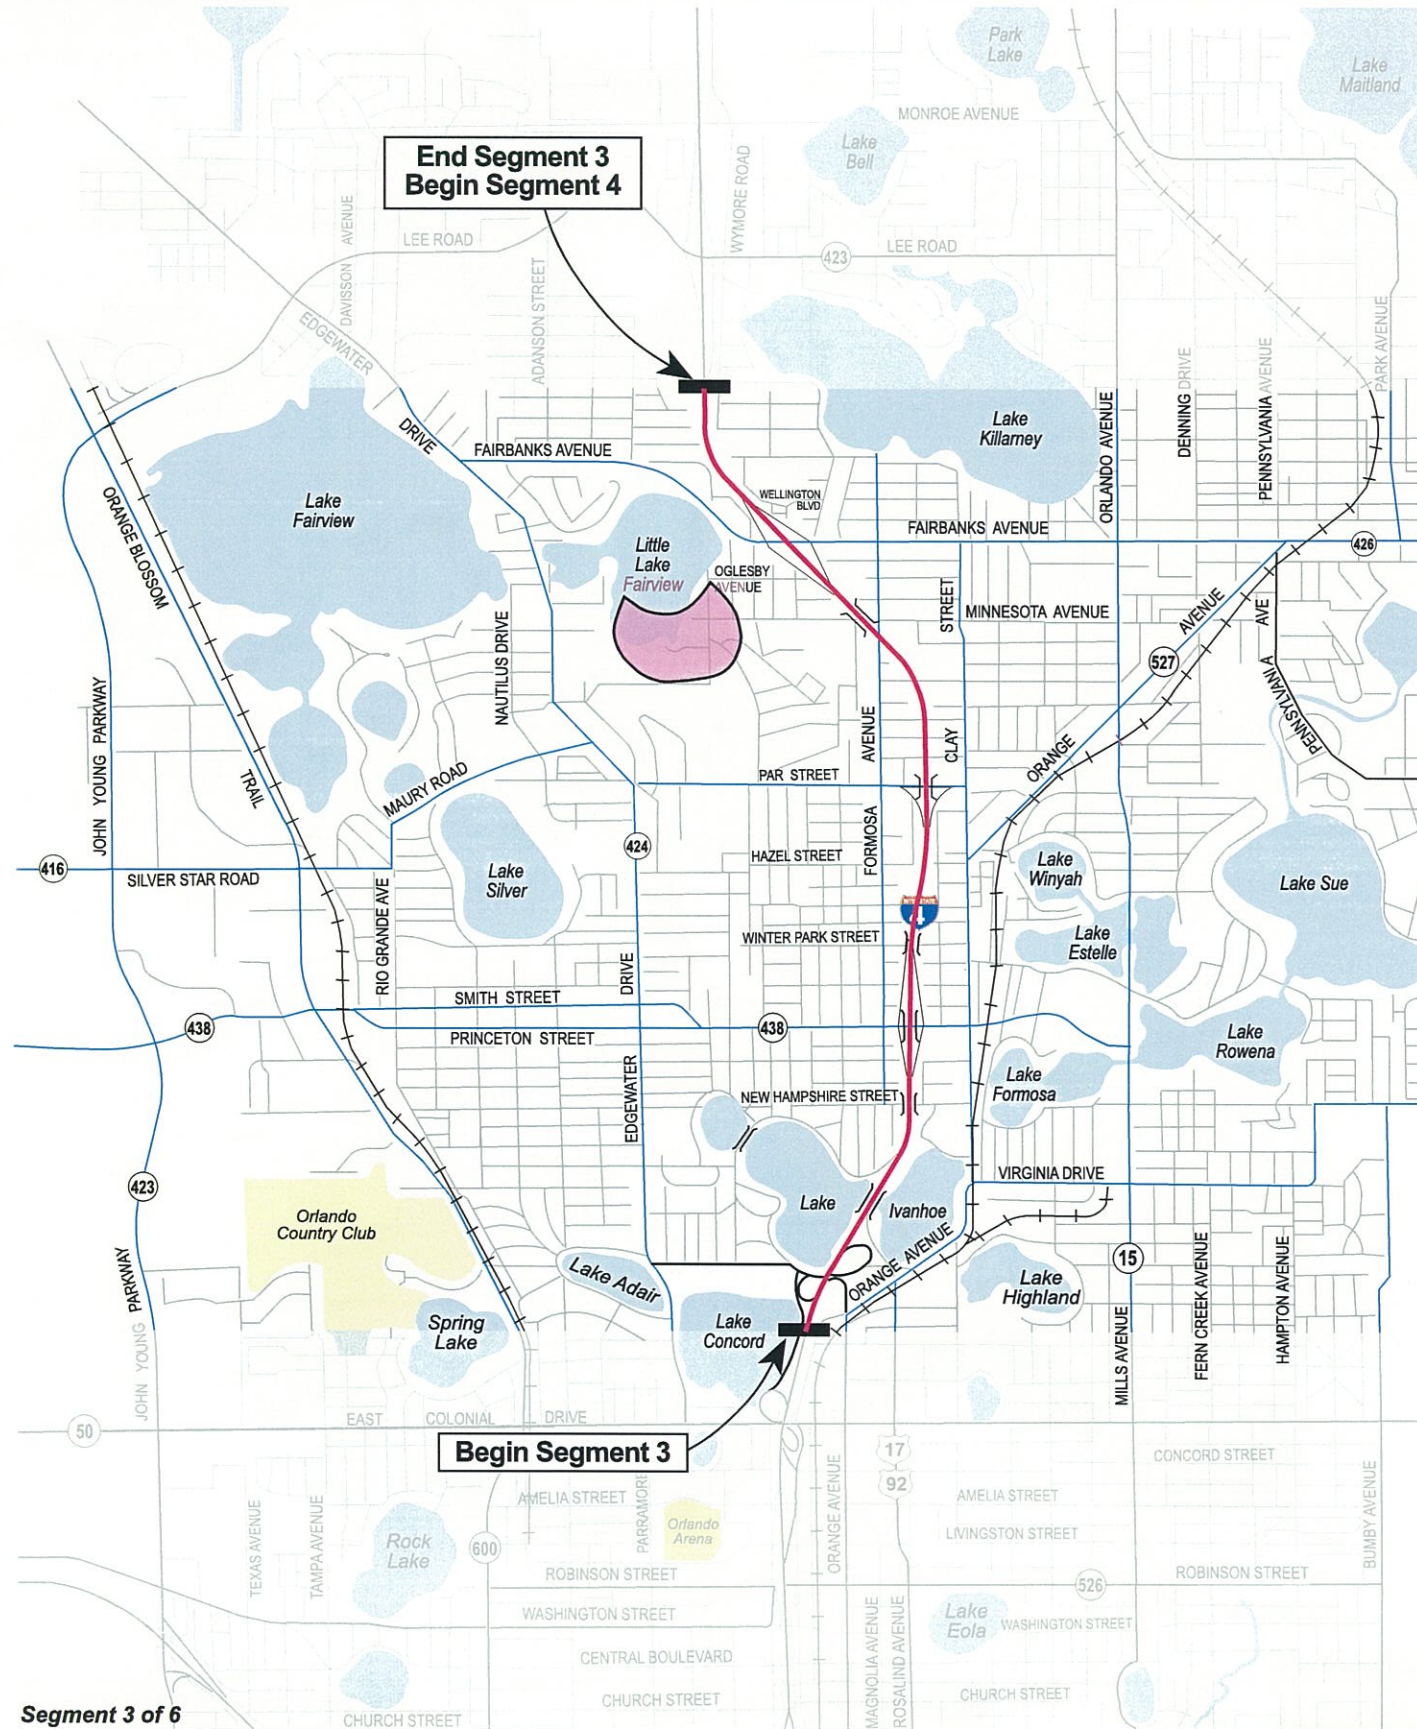 Park
Lake
Lake
Maitland
MONROE AVENUE
Lake
Bell
End Segment 3
Begin Segment 4
WYMORE ROAD
DAVISSON AVENUE
LEE ROAD
423
LEE ROAD
ADANSON STREET
EDGEWATER
DRIVE
PARK AVENUE
DENNING DRIVE
PENNSYLVANIA AVENUE
ORLANDO AVENUE
Lake
Killarney
FAIRBANKS AVENUE
Lake
Fairview
ORANGE BLOSSOM
TRAIL
WELLINGTON
BLVD
FAIRBANKS AVENUE
426
Little
Lake
Fairview
OGLESBY
AVENUE
STREET
MINNESOTA AVENUE
AVENUE
AVE
527
PENNSYLVANIA
NAUTILUS DRIVE
JOHN YOUNG PARKWAY
AVENUE
CLAY
ORANGE
PAR STREET
MAURY ROAD
FORMOSA
424
HAZEL STREET
416
SILVER STAR ROAD
Lake
Silver
Lake
Winyah
Lake Sue
RIO GRANDE AVE
INTERSTATE
4
WINTER PARK STREET
Lake
Estelle
DRIVE
SMITH STREET
438
PRINCETON STREET
438
Lake
Rowena
EDGEWATER
NEW HAMPSHIRE STREET
Lake
Formosa
423
VIRGINIA DRIVE
Lake
Ivanhoe
Orlando
Country Club
ORANGE AVENUE
15
FERN CREEK AVENUE
HAMPTON AVENUE
PARKWAY
Lake Adair
Lake
Highland
Spring
Lake
Lake
Concord
MILLS AVENUE
JOHN YOUNG
50
EAST COLONIAL DRIVE
Begin Segment 3
17
92
CONCORD STREET
ORANGE AVENUE
BUMBY AVENUE
TEXAS AVENUE
TAMPA AVENUE
AMELIA STREET
PARRAMORE
AMELIA STREET
Orlando
Arena
LIVINGSTON STREET
Rock
Lake
600
ROBINSON STREET
526
ROBINSON STREET
WASHINGTON STREET
MAGNOLIA AVENUE
ROSALIND AVENUE
Lake
Eola
WASHINGTON STREET
CENTRAL BOULEVARD
CHURCH STREET
CHURCH STREET
CHURCH STREET
Segment 3 of 6